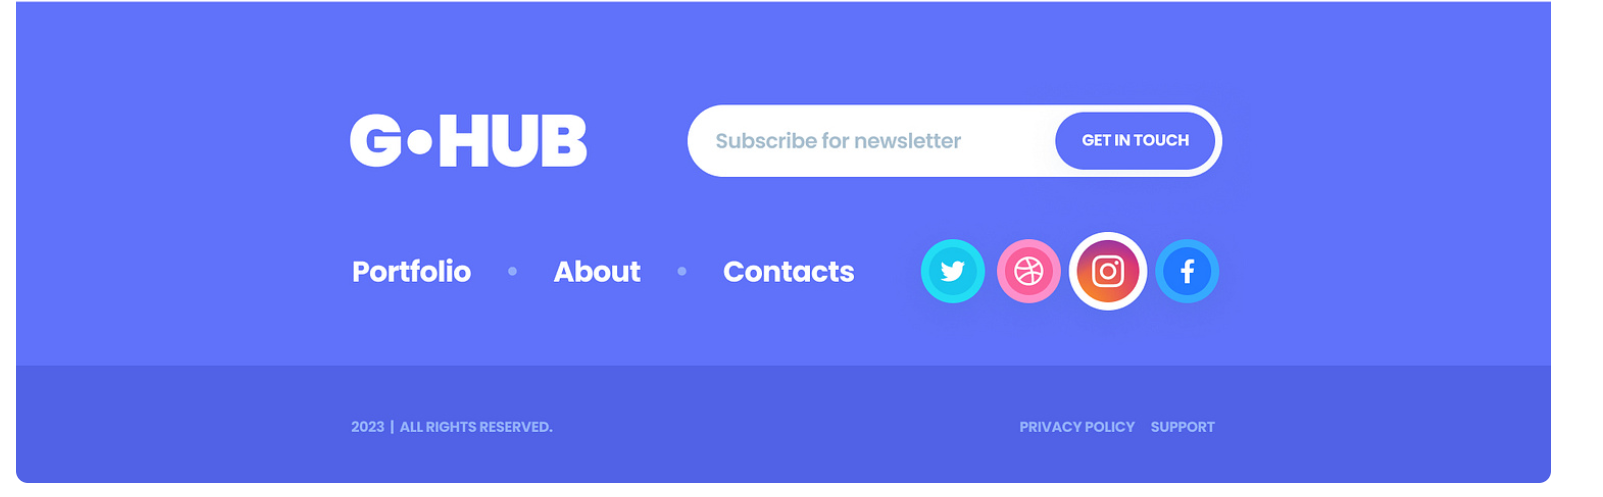 G•HUB
Subscribe for newsletter
GET IN TOUCH
Portfolio • About • Contacts
2023 | ALL RIGHTS RESERVED.
PRIVACY POLICY SUPPORT